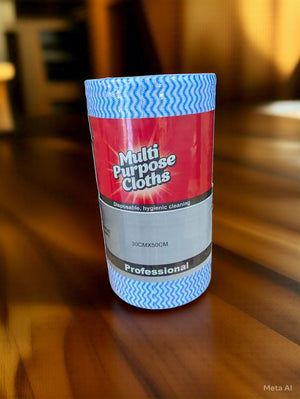 Multi
Purpose
Cloths
Disposable, hygienic cleaning
30CMX50CM
Professional
Meta AI